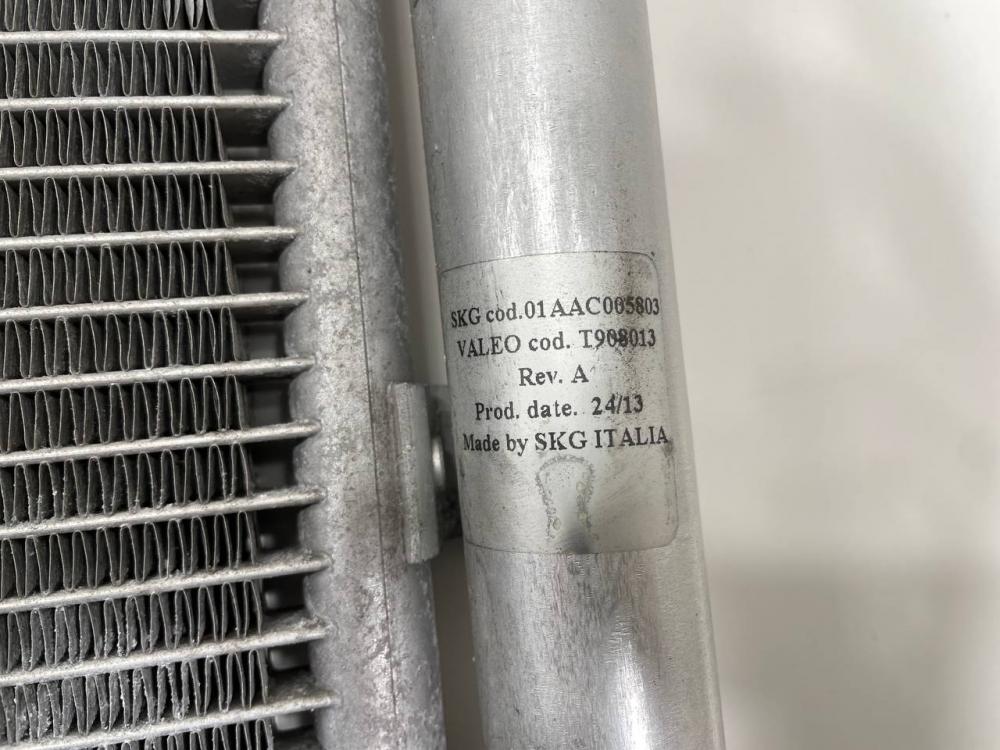 SKG cod.01AAC005803
VALEO cod. T908013
Rev. A
Prod. date. 24/13
Made by SKG ITALIA